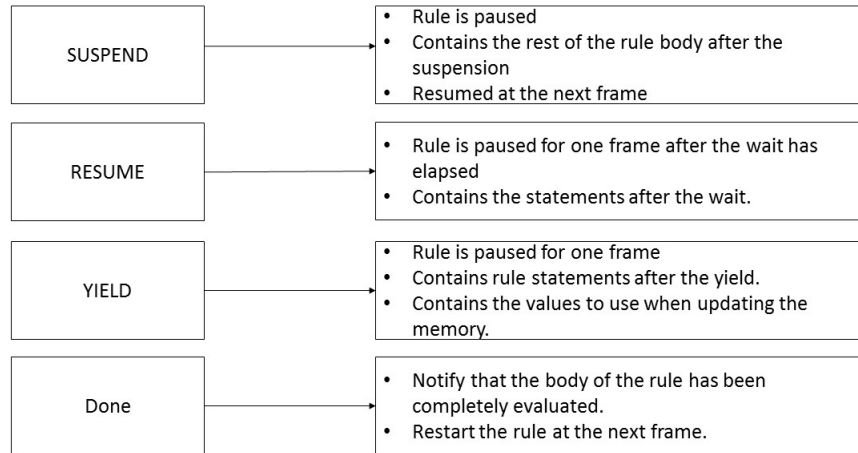 SUSPEND
• Rule is paused
• Contains the rest of the rule body after the
suspension
• Resumed at the next frame
RESUME
• Rule is paused for one frame after the wait has
elapsed
• Contains the statements after the wait.
YIELD
• Rule is paused for one frame
• Contains rule statements after the yield.
• Contains the values to use when updating the
memory.
Done
• Notify that the body of the rule has been
completely evaluated.
• Restart the rule at the next frame.